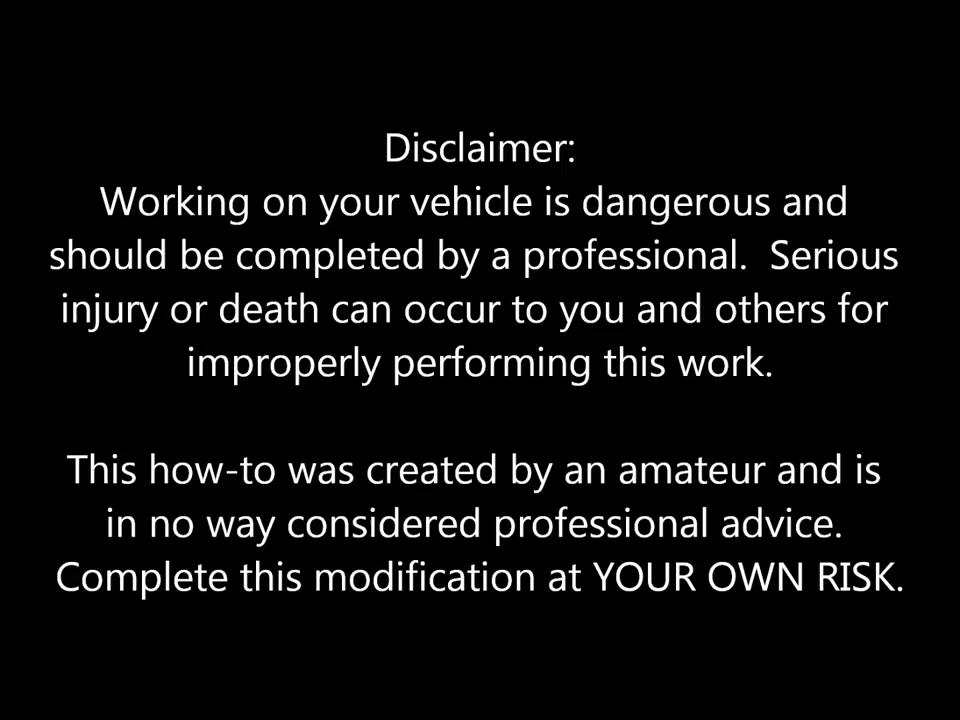 Disclaimer:
Working on your vehicle is dangerous and
should be completed by a professional.  Serious
injury or death can occur to you and others for
improperly performing this work.
This how-to was created by an amateur and is
in no way considered professional advice.
Complete this modification at YOUR OWN RISK.